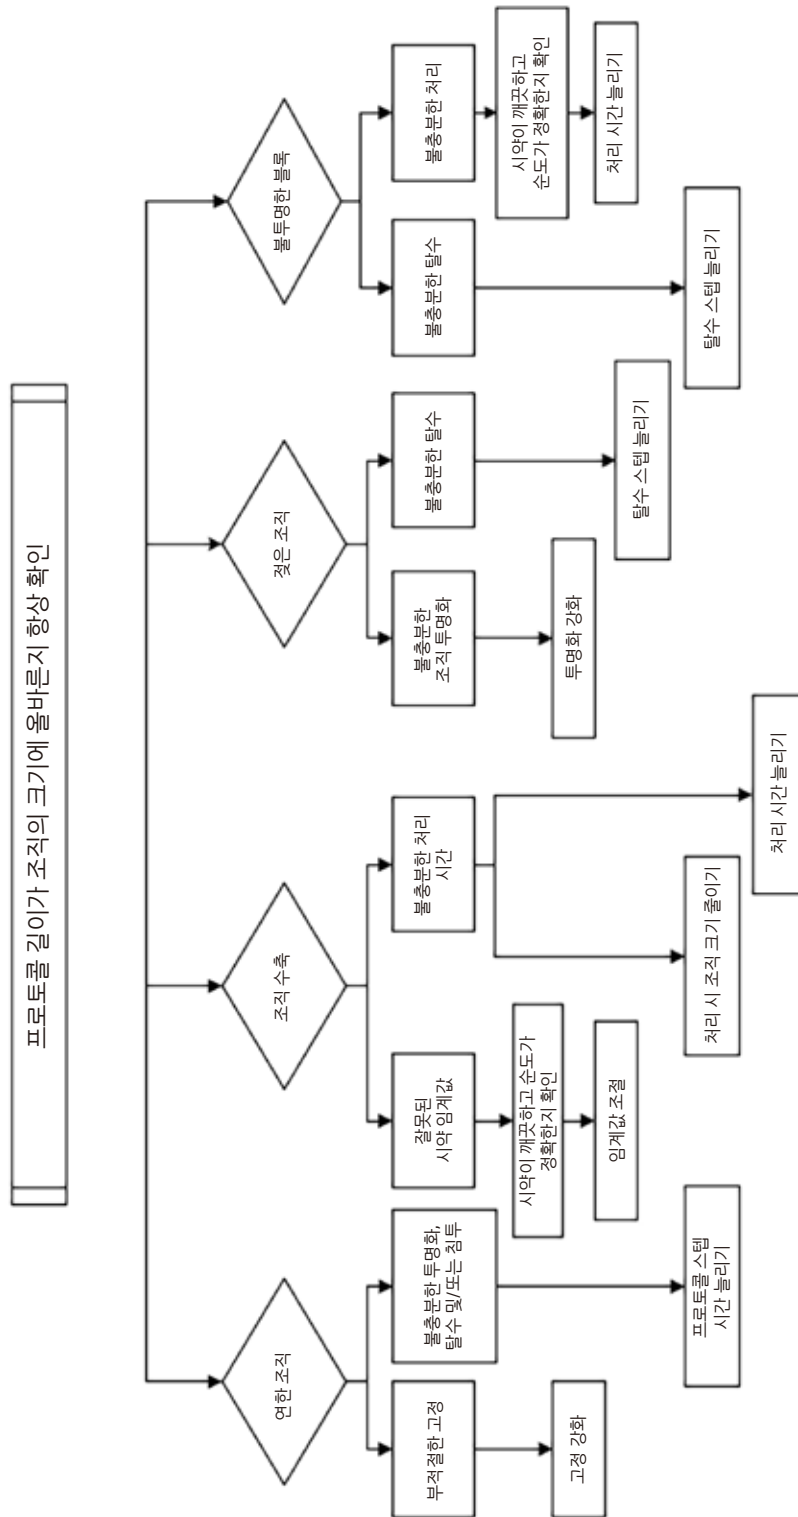 프로토콜 길이가 조직의 크기에 올바른지 항상 확인
연한 조직
조직 수축
젖은 조직
불투명한 블록
부적절한 고정
불충분한 투명화,
탈수 및/또는 침투
잘못된
시약 임계값
불충분한 처리
시간
불충분한
조직 투명화
불충분한 탈수
불충분한 탈수
불충분한 처리
고정 강화
시약이 깨끗하고 순도가
정확한지 확인
투명화 강화
시약이 깨끗하고
순도가 정확한지 확인
임계값 조절
탈수 스텝 늘리기
처리 시간 늘리기
프로토콜 스텝
시간 늘리기
처리 시 조직 크기 줄이기
탈수 스텝 늘리기
처리 시간 늘리기